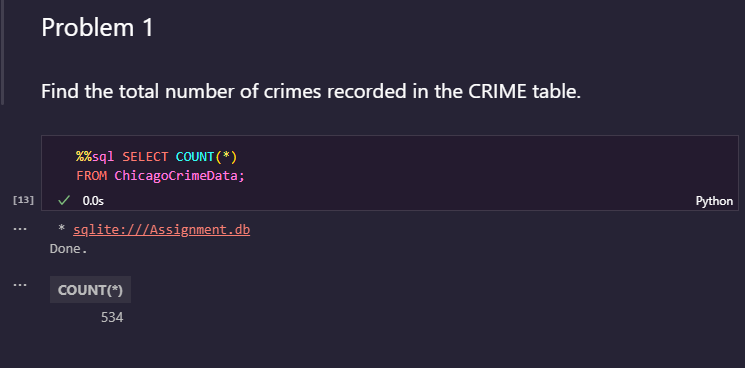 Problem 1
Find the total number of crimes recorded in the CRIME table.
%%sql SELECT COUNT(*)
FROM ChicagoCrimeData;
[13] 0.0s Python
* sqlite:///Assignment.db
Done.
COUNT(*)
534